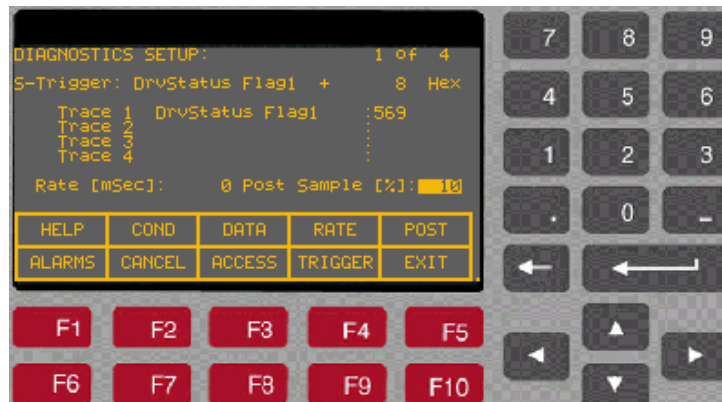 DIAGNOSTICS SETUP: 1 of 4
S-Trigger: DrvStatus Flag1 + 8 Hex
Trace 1 DrvStatus Flag1 :569
Trace 2 :
Trace 3 :
Trace 4 :
Rate [mSec]: 0 Post Sample [%]: 10
HELP COND DATA RATE POST
ALARMS CANCEL ACCESS TRIGGER EXIT
F1 F2 F3 F4 F5
F6 F7 F8 F9 F10
7 8 9
4 5 6
1 2 3
. 0 –